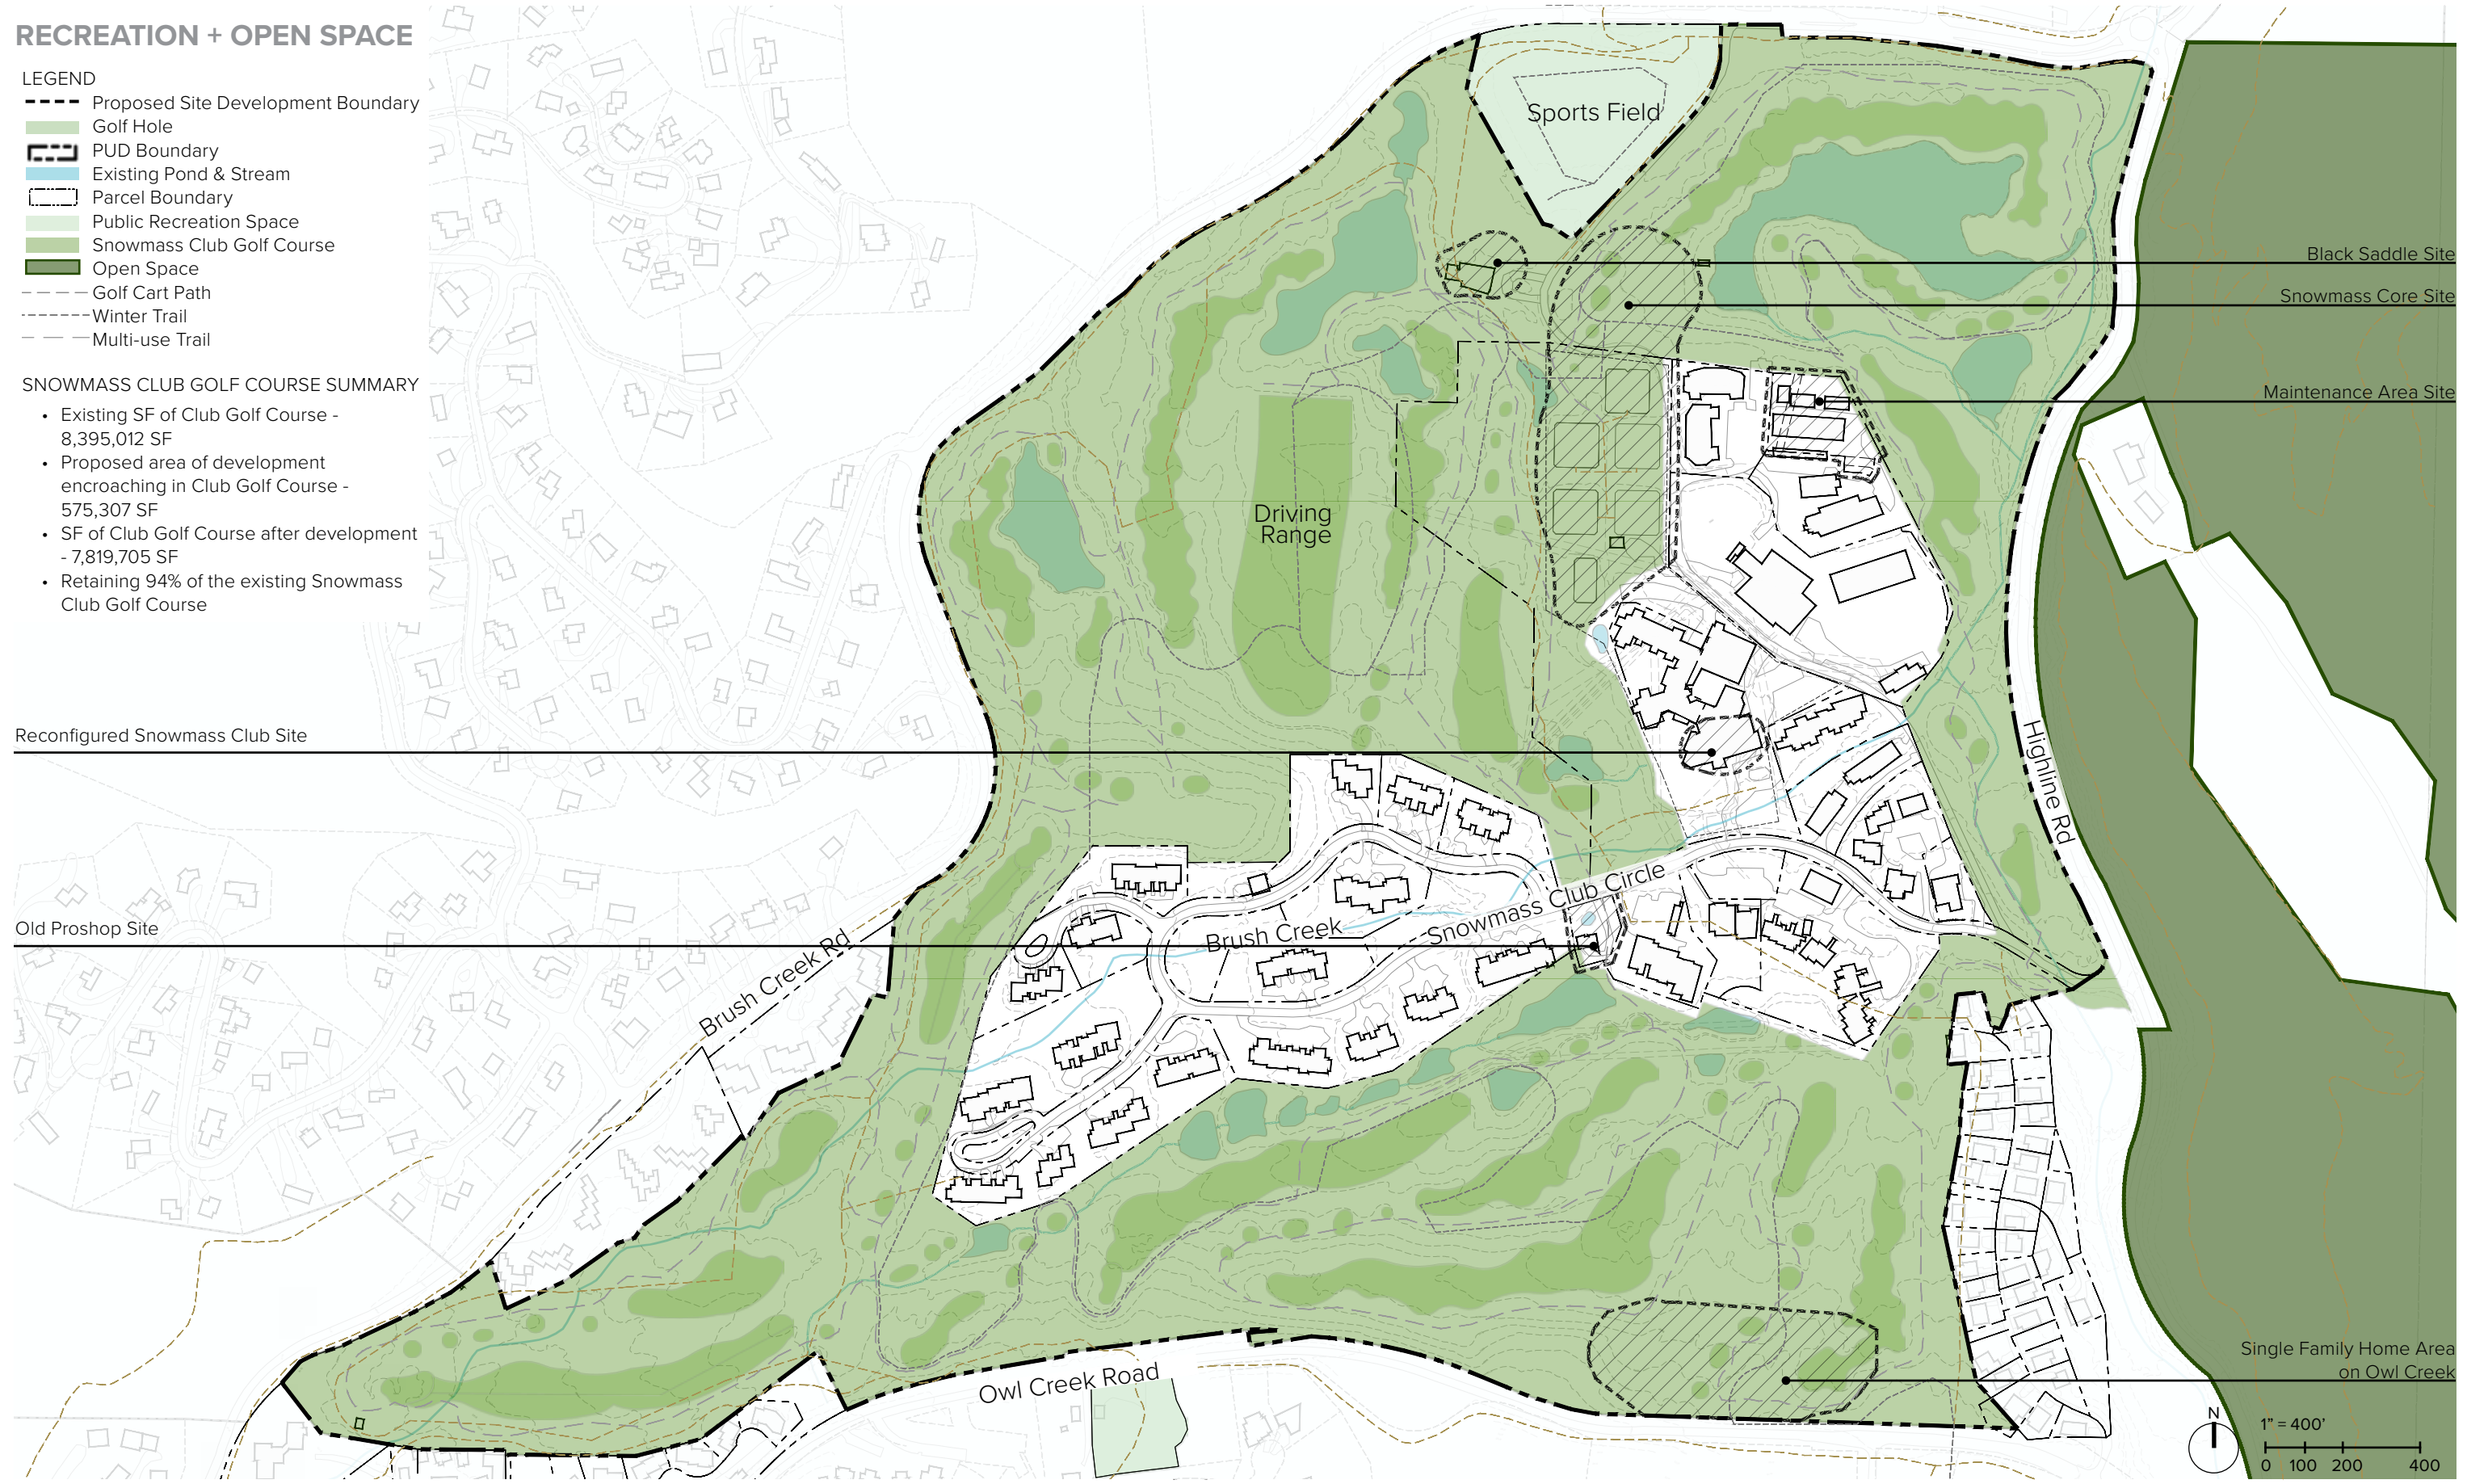 RECREATION + OPEN SPACE
LEGEND
Proposed Site Development Boundary
Golf Hole
PUD Boundary
Existing Pond & Stream
Parcel Boundary
Public Recreation Space
Snowmass Club Golf Course
Open Space
Golf Cart Path
Winter Trail
Multi-use Trail
SNOWMASS CLUB GOLF COURSE SUMMARY
• Existing SF of Club Golf Course -
8,395,012 SF
• Proposed area of development
encroaching in Club Golf Course -
575,307 SF
• SF of Club Golf Course after development
- 7,819,705 SF
• Retaining 94% of the existing Snowmass
Club Golf Course
Sports Field
Black Saddle Site
Snowmass Core Site
Maintenance Area Site
Driving
Range
Reconfigured Snowmass Club Site
Highline Rd
Old Proshop Site
Brush Creek Rd
Brush Creek
Snowmass Club Circle
Owl Creek Road
Single Family Home Area
on Owl Creek
N
1" = 400'
0 100 200 400